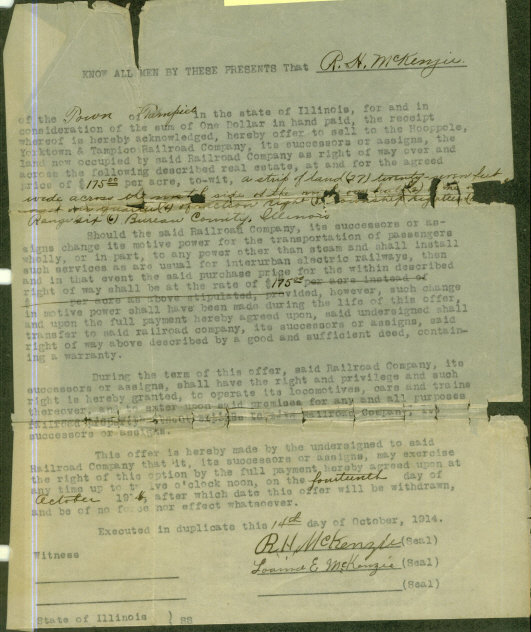 KNOW ALL MEN BY THESE PRESENTS That R. H. McKenzie.
of the Town of Tampico in the state of Illinois, for and in
consideration of the sum of One Dollar in hand paid, the receipt
whereof is hereby acknowledged, hereby offer to sell to the Hooppole,
Yorktown & Tampico Railroad Company, its successors or assigns, the
land now occupied by said Railroad Company as right of way over and
across the following described real estate, at and for the agreed
price of $175.00 per acre, to-wit, a strip of land (27) twenty seven feet
wide across
Range six (6) Bureau County, Illinois
Should the said Railroad Company, its successors or as-
signs change its motive power for the transportation of passengers
wholly, or in part, to any power other than steam and shall install
such services as are usual for interurban electric railways, then
and in that event the said purchase price for the within described
right of way shall be at the rate of $175.00 per acre instead of
$ per acre as above stipulated, provided, however, such change
in motive power shall have been made during the life of this offer,
and upon the full payment hereby agreed upon, said undersigned shall
transfer to said railroad company, its successors or assigns, said
right of way above described by a good and sufficient deed, contain-
ing a warranty.
During the term of this offer, said Railroad Company, its
successors or assigns, shall have the right and privilege and such
right is hereby granted, to operate its locomotives, cars and trains
thereover, and to enter upon said premises for any and all purposes
successors or assigns.
This offer is hereby made by the undersigned to said
Railroad Company that it, its successors or assigns, may exercise
the right of this option by the full payment hereby agreed upon at
any time up to twelve o'clock noon, on the fourteenth day of
October 191, after which date this offer will be withdrawn,
and be of no force nor effect whatsoever.
Executed in duplicate this 14th day of October, 1914.
R. H. McKenzie (Seal)
Witness
E. McKenzie (Seal)
(Seal)
State of Illinois } SS